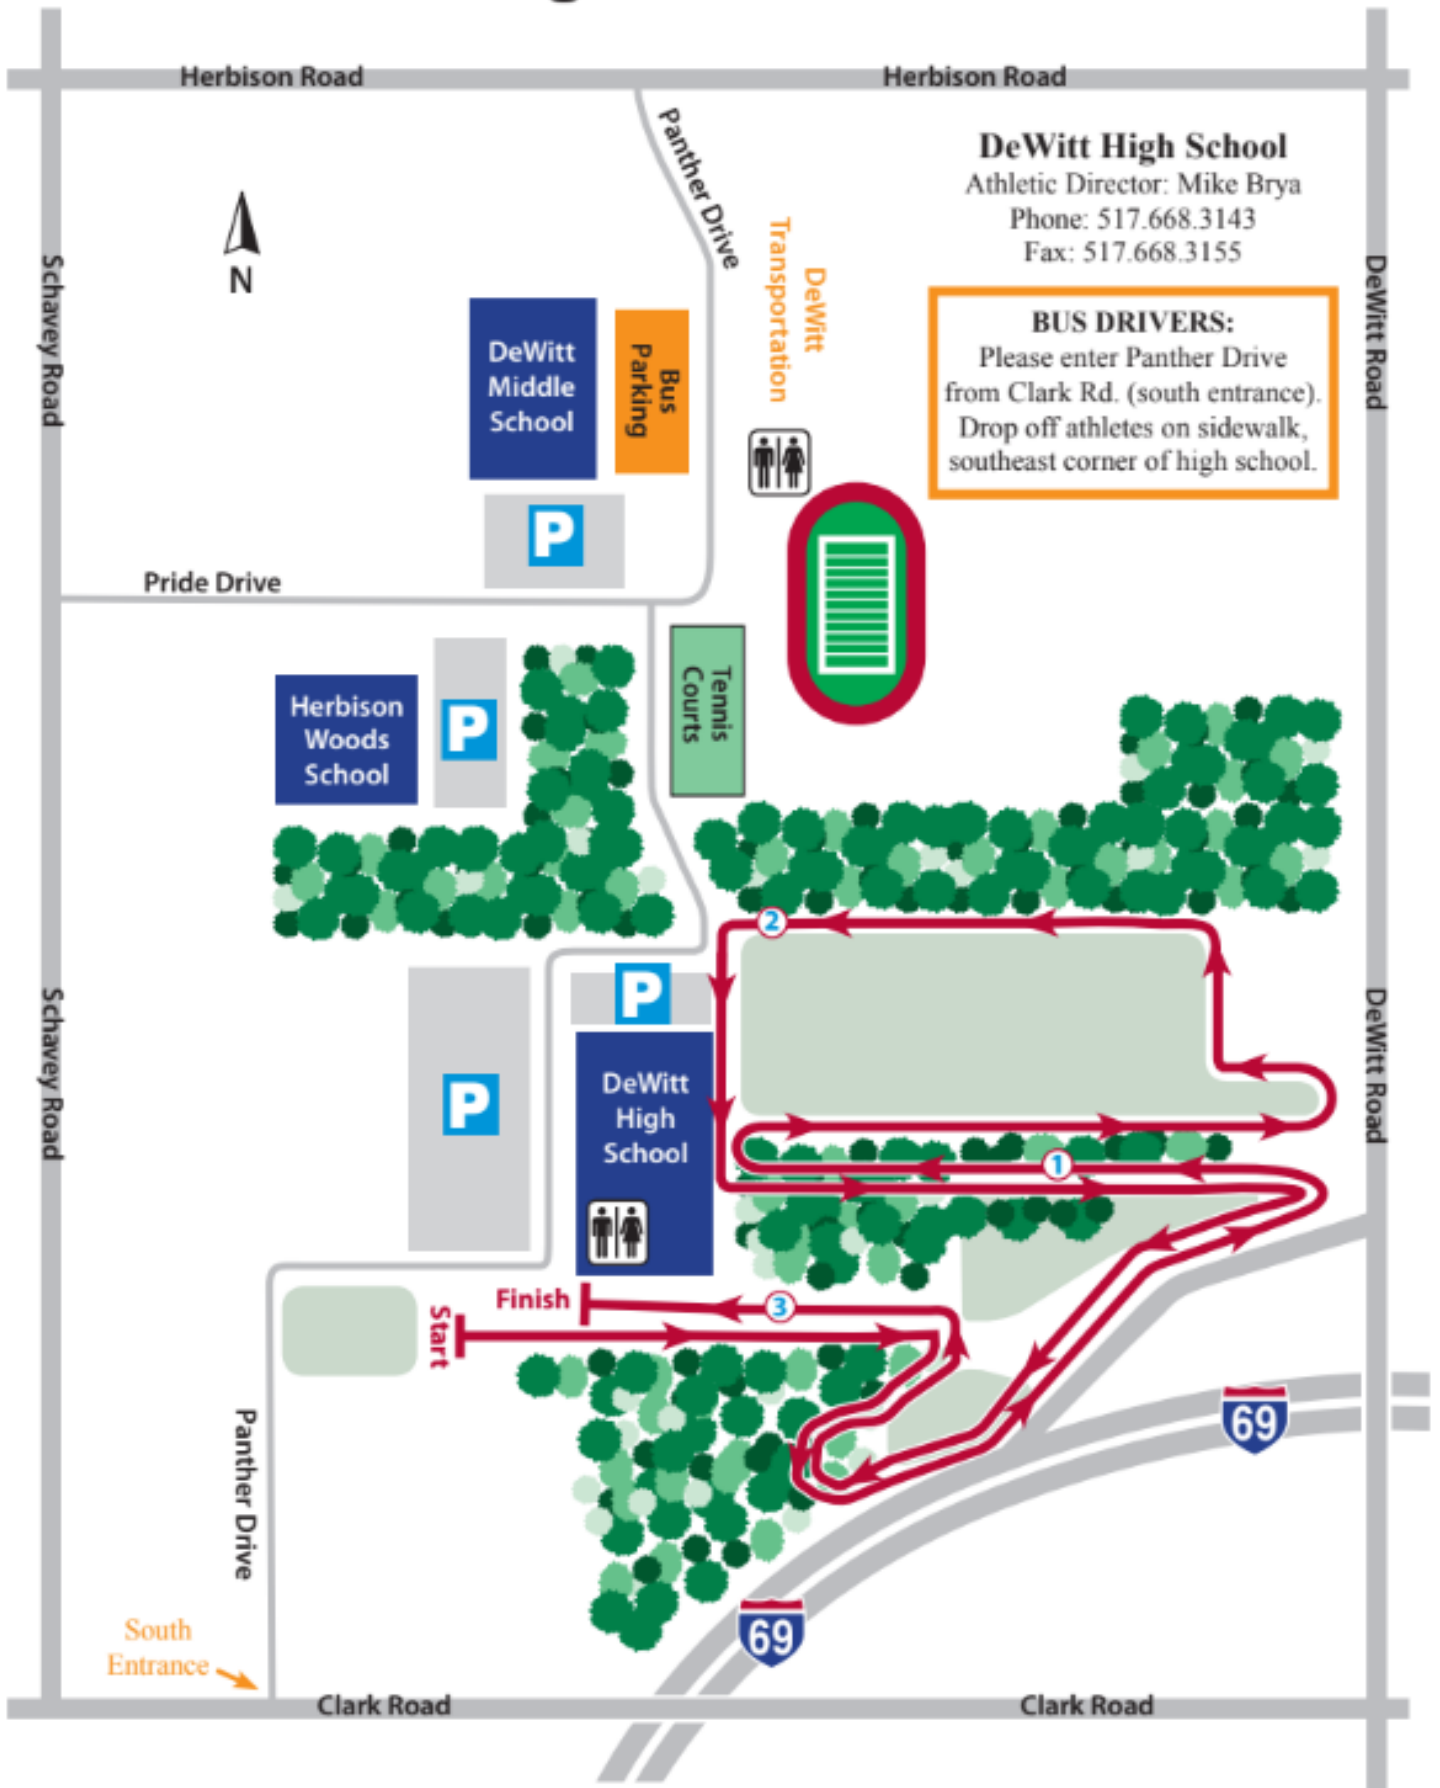 Herbison Road
Herbison Road
Panther Drive
DeWitt High School
Athletic Director: Mike Brya
Phone: 517.668.3143
Fax: 517.668.3155
N
Schavey Road
DeWitt
Transportation
DeWitt Road
BUS DRIVERS:
Please enter Panther Drive
from Clark Rd. (south entrance).
Drop off athletes on sidewalk,
southeast corner of high school.
DeWitt
Middle
School
Bus
Parking
P
Pride Drive
Herbison
Woods
School
P
Tennis
Courts
2
P
Schavey Road
DeWitt Road
P
DeWitt
High
School
1
Finish
3
Start
69
Panther Drive
69
South
Entrance
Clark Road
Clark Road